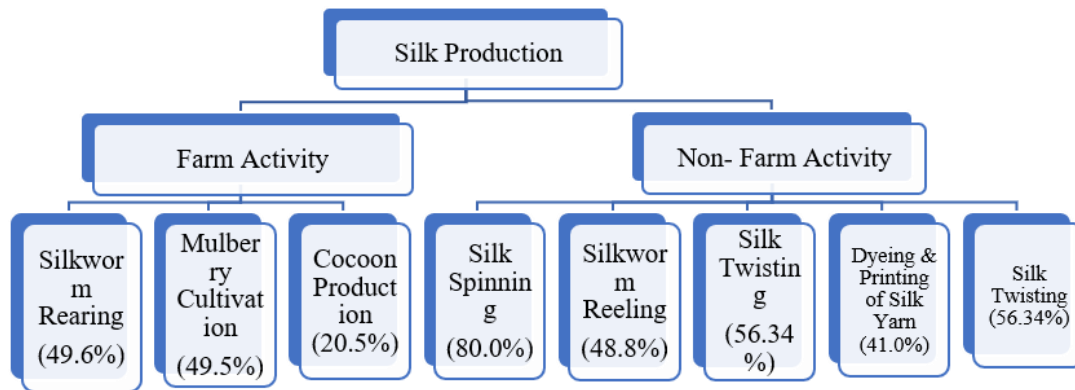 Silk Production
Farm Activity
Non- Farm Activity
Silkwor
m
Rearing
(49.6%)
Mulber
ry
Cultivat
ion
(49.5%)
Cocoon
Product
ion
(20.5%)
Silk
Spinnin
g
(80.0%)
Silkwor
m
Reeling
(48.8%)
Silk
Twistin
g
(56.34
%)
Dyeing &
Printing
of Silk
Yarn
(41.0%)
Silk
Twisting
(56.34%)